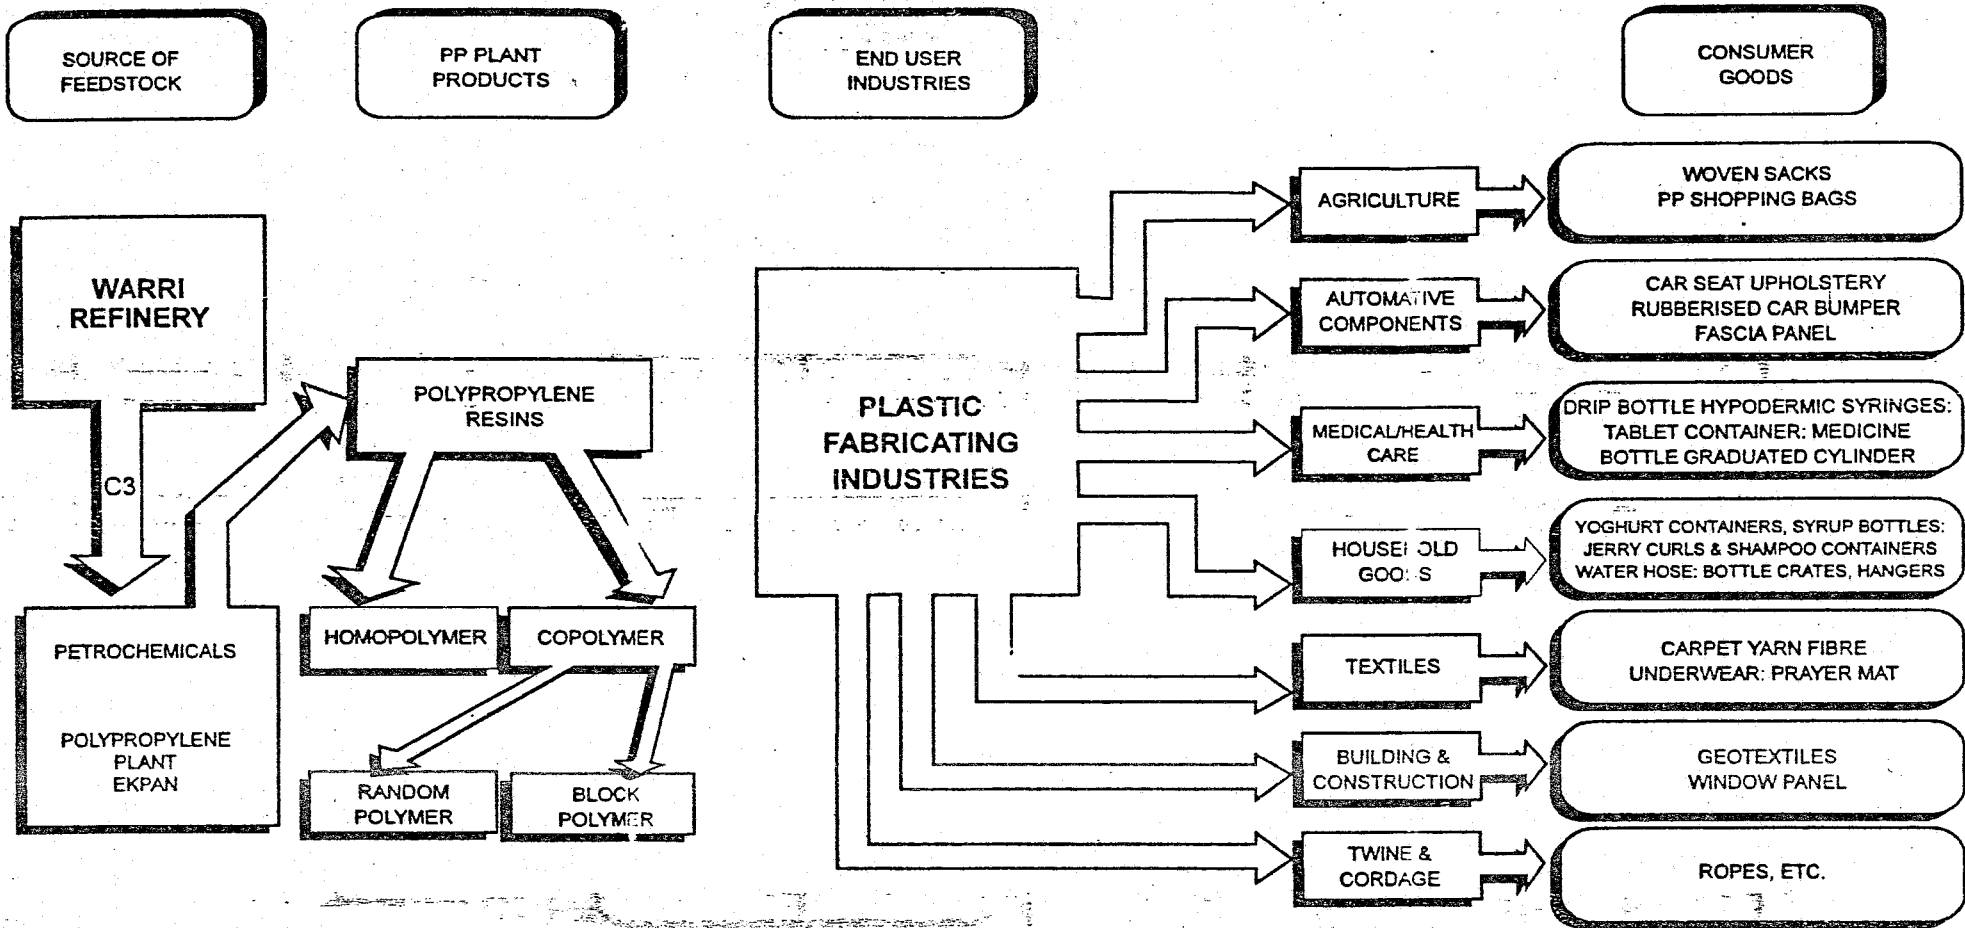 SOURCE OF
FEEDSTOCK
PP PLANT
PRODUCTS
END USER
INDUSTRIES
CONSUMER
GOODS
WARRI
REFINERY
C3
PETROCHEMICALS
POLYPROPYLENE
PLANT
EKPAN
POLYPROPYLENE
RESINS
HOMOPOLYMER
COPOLYMER
RANDOM
POLYMER
BLOCK
POLYMER
PLASTIC
FABRICATING
INDUSTRIES
AGRICULTURE
WOVEN SACKS
PP SHOPPING BAGS
AUTOMATIVE
COMPONENTS
CAR SEAT UPHOLSTERY
RUBBERISED CAR BUMPER
FASCIA PANEL
MEDICAL/HEALTH
CARE
DRIP BOTTLE HYPODERMIC SYRINGES:
TABLET CONTAINER: MEDICINE
BOTTLE GRADUATED CYLINDER
HOUSEHOLD
GOODS
YOGHURT CONTAINERS, SYRUP BOTTLES:
JERRY CURLS & SHAMPOO CONTAINERS
WATER HOSE: BOTTLE CRATES, HANGERS
TEXTILES
CARPET YARN FIBRE
UNDERWEAR: PRAYER MAT
BUILDING &
CONSTRUCTION
GEOTEXTILES
WINDOW PANEL
TWINE &
CORDAGE
ROPES, ETC.